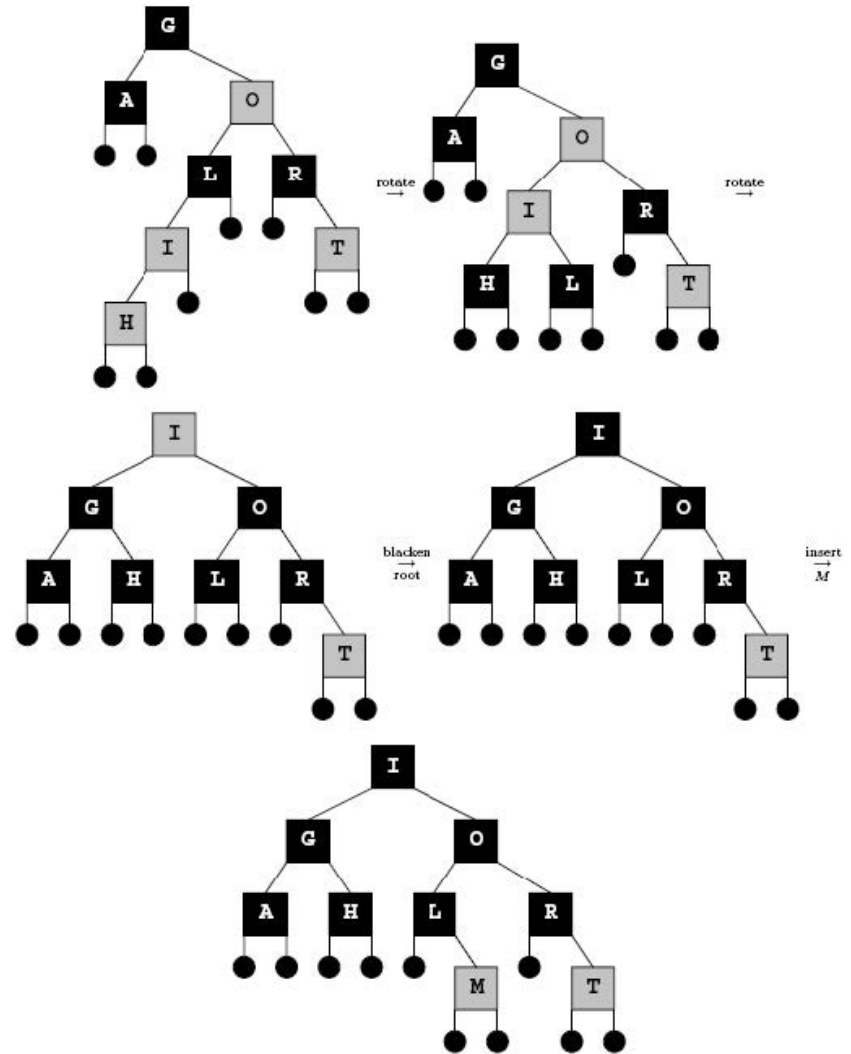 G
G
A O
A O
L R
rotate
→
rotate
→
I R
I T
H L T
H
I
I
G O
G O
A H L R
blacken
→
root
A H L R
insert
→
M
T
T
I
G O
A H L R
M T